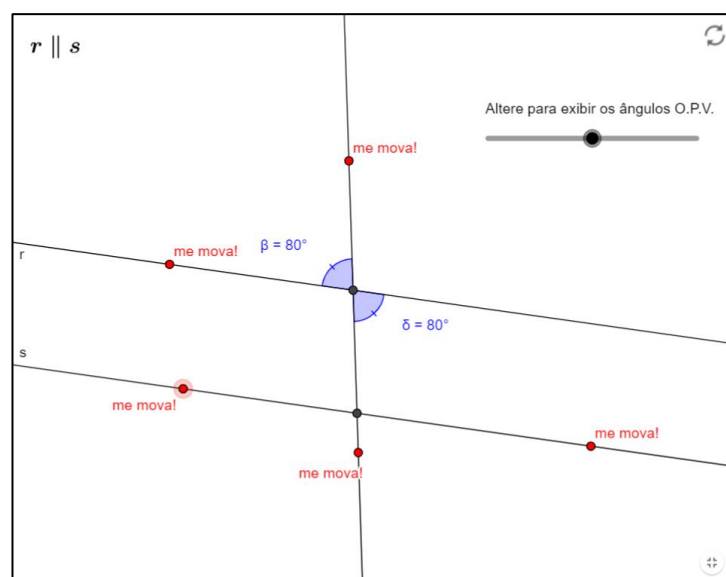 r ∥ s
Altere para exibir os ângulos O.P.V.
me mova!
β = 80°
me mova!
r
δ = 80°
s
me mova!
me mova!
me mova!